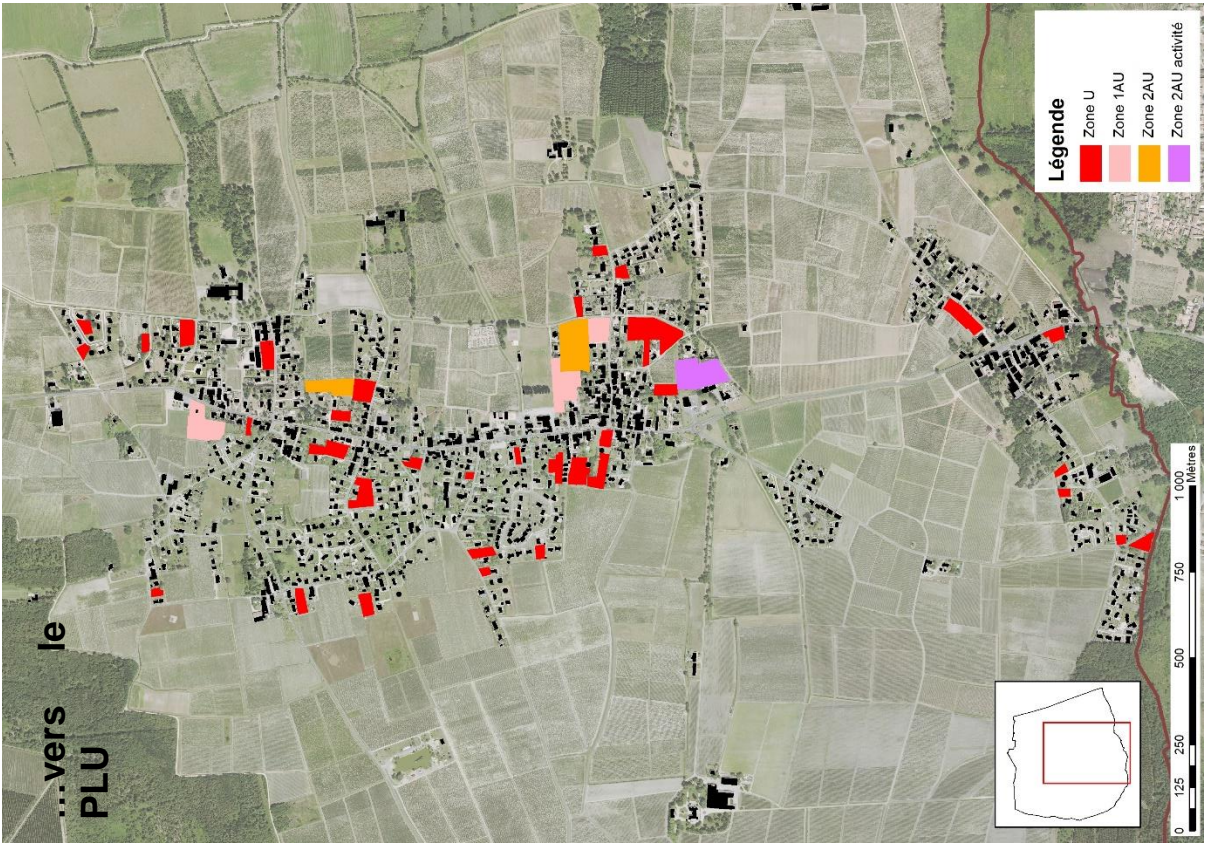 ... vers le
PLU
Légende
Zone U
Zone 1AU
Zone 2AU
Zone 2AU activité
0 125 250 500 750 1 000
Mètres